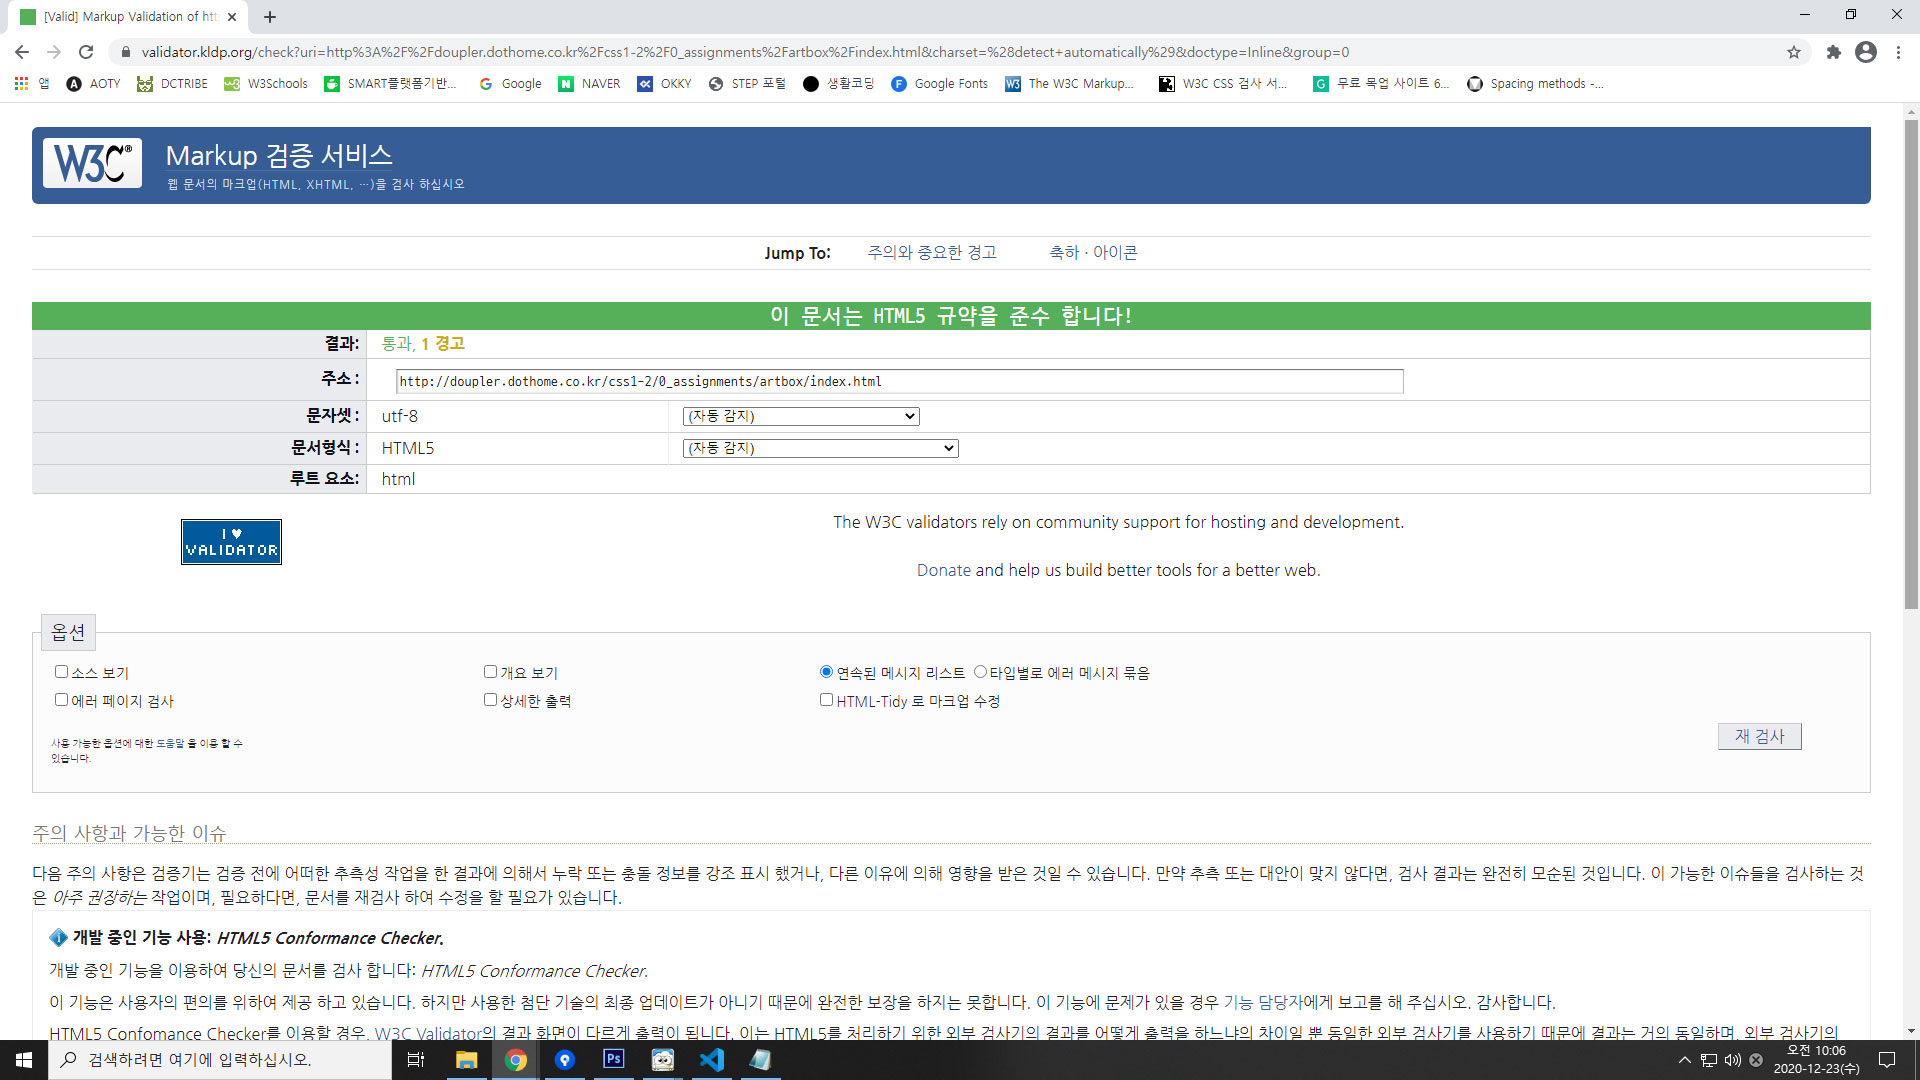 [Valid] Markup Validation of htt
validator.kldp.org/check?uri=http%3A%2F%2Fdoupler.dothome.co.kr%2Fcss1-2%2F0_assignments%2Fartbox%2Findex.html&charset=%28detect+automatically%29&doctype=Inline&group=0
앱 AOTY DCTRIBE W3Schools SMART플랫폼기반... Google NAVER OKKY STEP 포털 생활코딩 Google Fonts The W3C Markup... W3C CSS 검사 서... 무료 목업 사이트 6... Spacing methods -...
W3C® Markup 검증 서비스
웹 문서의 마크업(HTML, XHTML, …)을 검사 하십시오
Jump To: 주의와 중요한 경고 축하 · 아이콘
이 문서는 HTML5 규약을 준수 합니다!
결과: 통과, 1 경고
주소 : http://doupler.dothome.co.kr/css1-2/0_assignments/artbox/index.html
문자셋 : utf-8 (자동 감지)
문서형식 : HTML5 (자동 감지)
루트 요소: html
I ♥ VALIDATOR
The W3C validators rely on community support for hosting and development.
Donate and help us build better tools for a better web.
옵션
소스 보기 개요 보기 연속된 메시지 리스트 타입별로 에러 메시지 묶음
에러 페이지 검사 상세한 출력 HTML-Tidy 로 마크업 수정
사용 가능한 옵션에 대한 도움말 을 이용 할 수
있습니다.
재 검사
주의 사항과 가능한 이슈
다음 주의 사항은 검증기는 검증 전에 어떠한 추측성 작업을 한 결과에 의해서 누락 또는 충돌 정보를 강조 표시 했거나, 다른 이유에 의해 영향을 받은 것일 수 있습니다. 만약 추측 또는 대안이 맞지 않다면, 검사 결과는 완전히 모순된 것입니다. 이 가능한 이슈들을 검사하는 것
은 아주 권장하는 작업이며, 필요하다면, 문서를 재검사 하여 수정을 할 필요가 있습니다.
개발 중인 기능 사용: HTML5 Conformance Checker.
개발 중인 기능을 이용하여 당신의 문서를 검사 합니다: HTML5 Conformance Checker.
이 기능은 사용자의 편의를 위하여 제공 하고 있습니다. 하지만 사용한 첨단 기술의 최종 업데이트가 아니기 때문에 완전한 보장을 하지는 못합니다. 이 기능에 문제가 있을 경우 기능 담당자에게 보고를 해 주십시오. 감사합니다.
HTML5 Confomance Checker를 이용할 경우, W3C Validator의 결과 화면이 다르게 출력이 됩니다. 이는 HTML5를 처리하기 위한 외부 검사기의 결과를 어떻게 출력을 하느냐의 차이일 뿐 동일한 외부 검사기를 사용하기 때문에 결과는 거의 동일하며, 외부 검사기의
검색하려면 여기에 입력하십시오.
Ps
오전 10:06
2020-12-23(수)